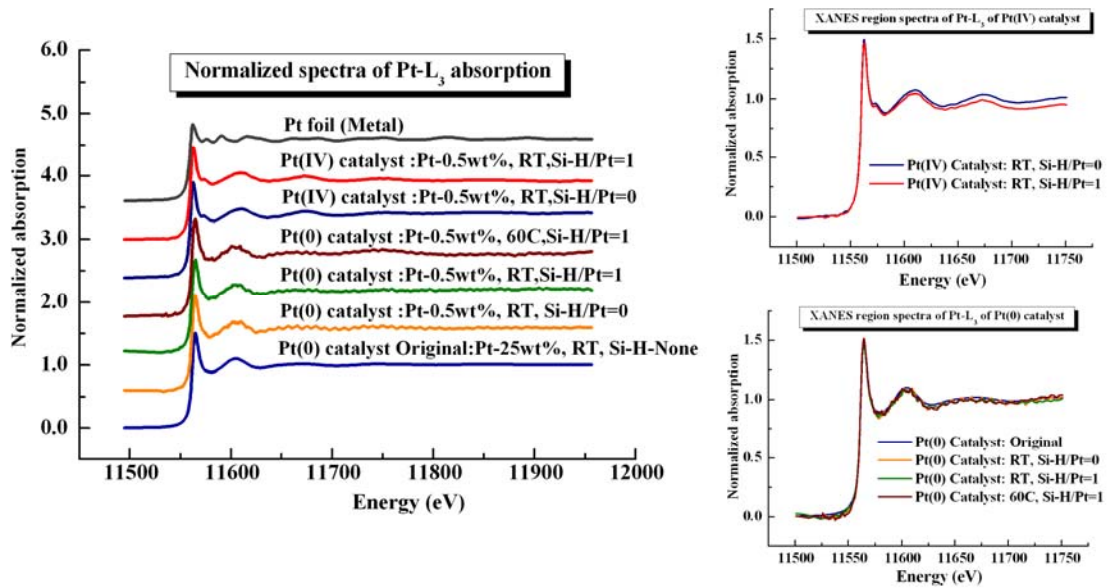 Normalized spectra of Pt-L3 absorption
Normalized absorption
6.0
5.0
4.0
3.0
2.0
1.0
0.0
Pt foil (Metal)
Pt(IV) catalyst :Pt-0.5wt%, RT,Si-H/Pt=1
Pt(IV) catalyst :Pt-0.5wt%, RT,Si-H/Pt=0
Pt(0) catalyst :Pt-0.5wt%, 60C,Si-H/Pt=1
Pt(0) catalyst :Pt-0.5wt%, RT,Si-H/Pt=1
Pt(0) catalyst :Pt-0.5wt%, RT, Si-H/Pt=0
Pt(0) catalyst Original:Pt-25wt%, RT, Si-H-None
11500 11600 11700 11800 11900 12000
Energy (eV)
XANES region spectra of Pt-L3 of Pt(IV) catalyst
Normalized absorption
1.5
1.0
0.5
0.0
Pt(IV) Catalyst: RT, Si-H/Pt=0
Pt(IV) Catalyst: RT, Si-H/Pt=1
11500 11550 11600 11650 11700 11750
Energy (eV)
XANES region spectra of Pt-L3 of Pt(0) catalyst
Normalized absorption
1.5
1.0
0.5
0.0
Pt(0) Catalyst: Original
Pt(0) Catalyst: RT, Si-H/Pt=0
Pt(0) Catalyst: RT, Si-H/Pt=1
Pt(0) Catalyst: 60C, Si-H/Pt=1
11500 11550 11600 11650 11700 11750
Energy (eV)